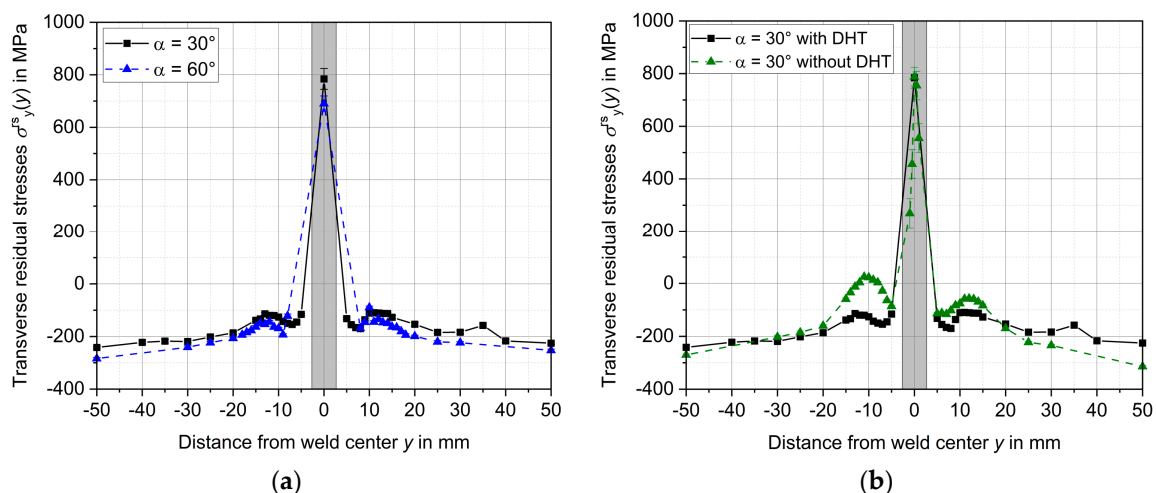 (a)
Transverse residual stresses σ^rs_y(y) in MPa
1000
800
600
400
200
0
-200
-400
α = 30°
α = 60°
-50 -40 -30 -20 -10 0 10 20 30 40 50
Distance from weld center y in mm
(a)
(b)
Transverse residual stresses σ^rs_y(y) in MPa
1000
800
600
400
200
0
-200
-400
α = 30° with DHT
α = 30° without DHT
-50 -40 -30 -20 -10 0 10 20 30 40 50
Distance from weld center y in mm
(b)